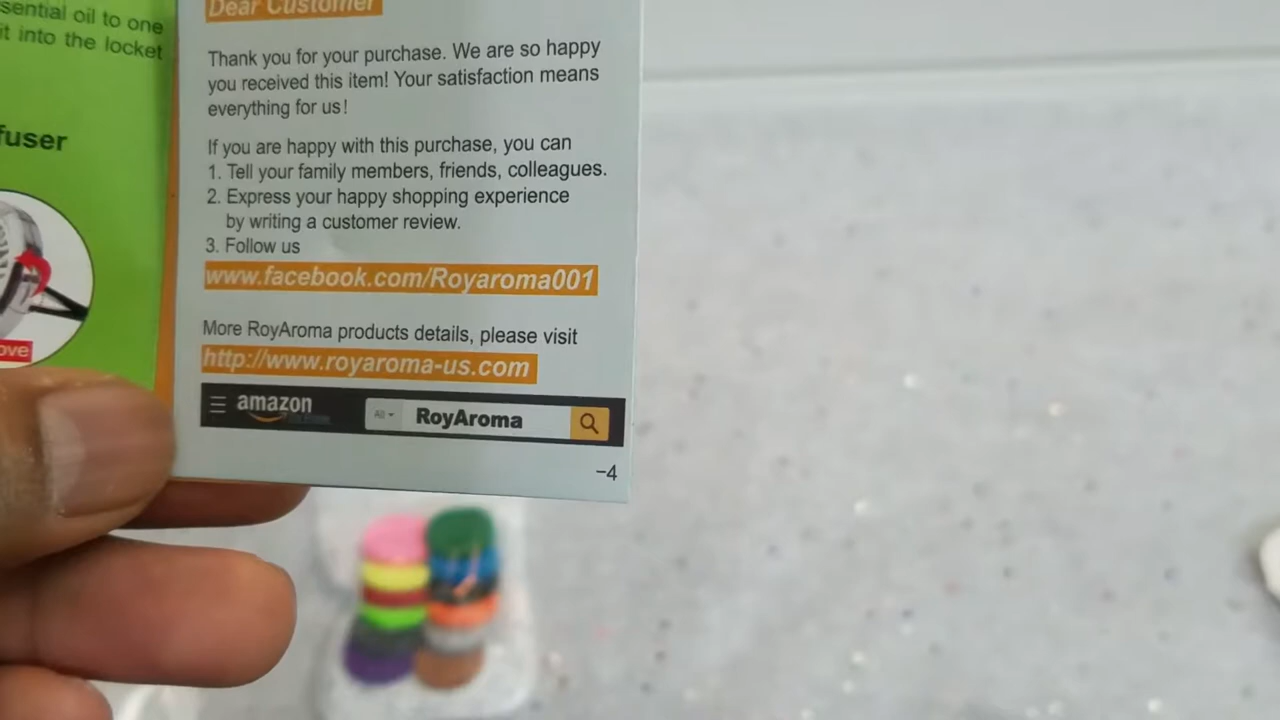 sential oil to one
it into the locket
fuser
ove
Dear Customer
Thank you for your purchase. We are so happy
you received this item! Your satisfaction means
everything for us!
If you are happy with this purchase, you can
1. Tell your family members, friends, colleagues.
2. Express your happy shopping experience
by writing a customer review.
3. Follow us
www.facebook.com/Royaroma001
More RoyAroma products details, please visit
http://www.royaroma-us.com
amazon All RoyAroma
-4